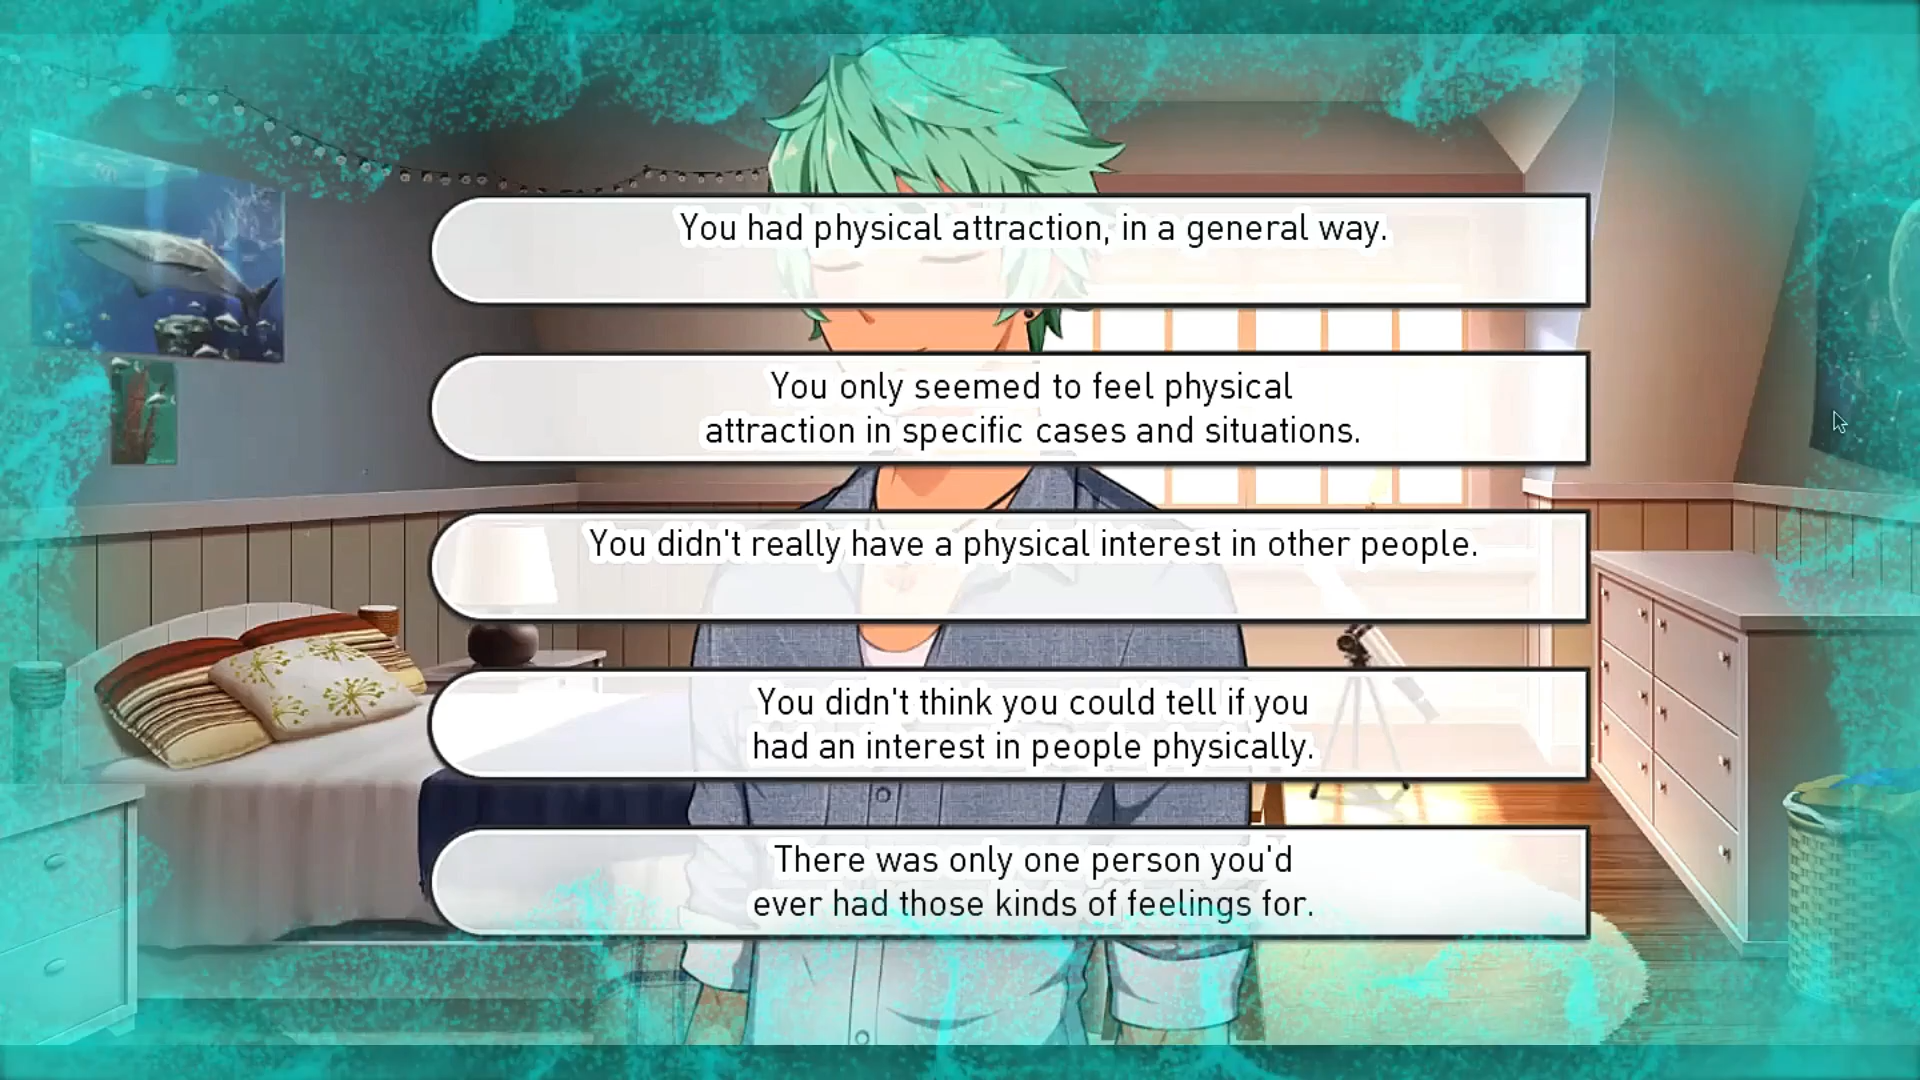 You had physical attraction, in a general way.
You only seemed to feel physical
attraction in specific cases and situations.
You didn't really have a physical interest in other people.
You didn't think you could tell if you
had an interest in people physically.
There was only one person you'd
ever had those kinds of feelings for.